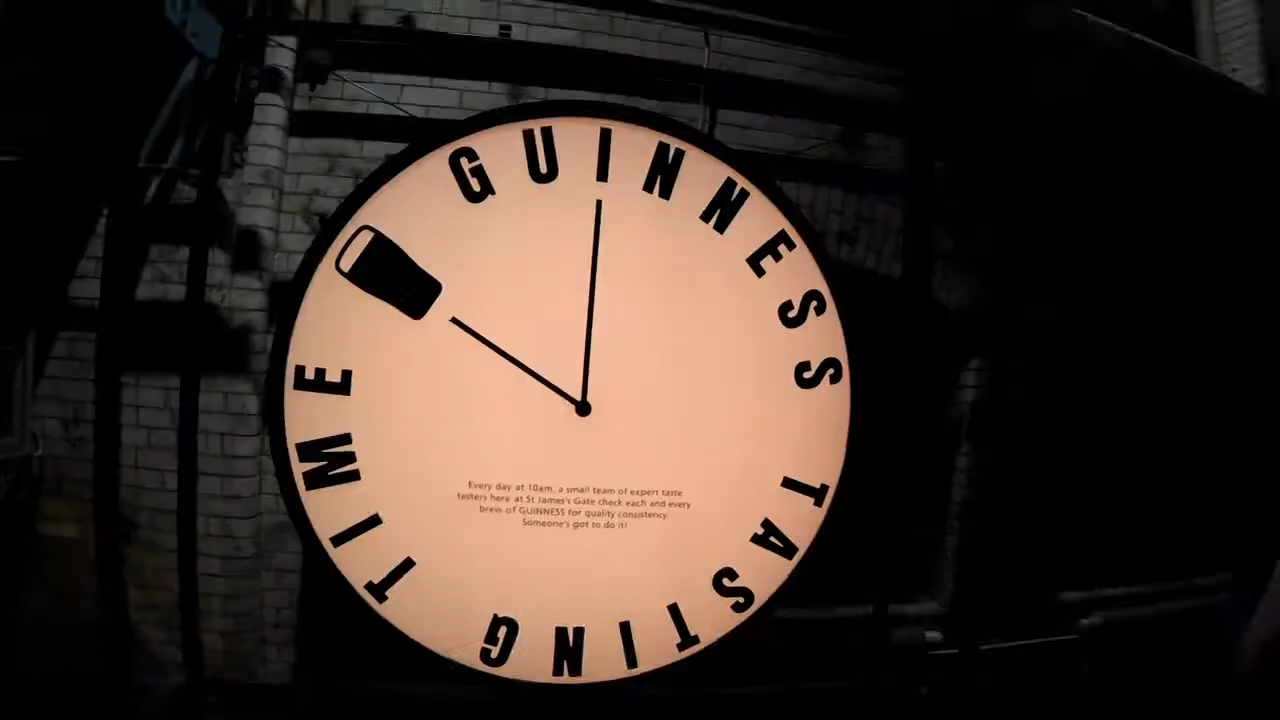 GUINNESS TASTING TIME
Every day at 10am, a small team of expert taste
testers here at St James's Gate check each and every
brew of GUINNESS for quality consistency.
Someone's got to do it!